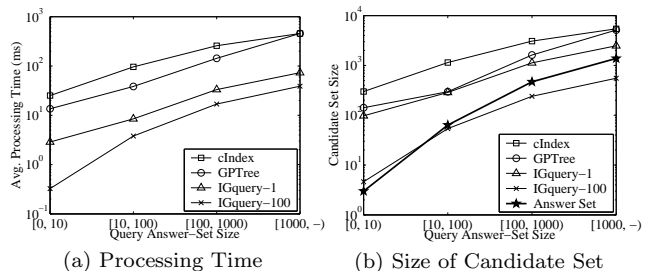 10³
10²
10¹
10⁰
10⁻¹
Avg. Processing Time (ms)
[0, 10)
[10, 100)
[100, 1000)
[1000, −)
Query Answer−Set Size
cIndex
GPTree
IGquery−1
IGquery−100
(a) Processing Time
10⁴
10³
10²
10¹
10⁰
Candidate Set Size
[0, 10)
[10, 100)
[100, 1000)
[1000, −)
Query Answer−Set Size
cIndex
GPTree
IGquery−1
IGquery−100
Answer Set
(b) Size of Candidate Set